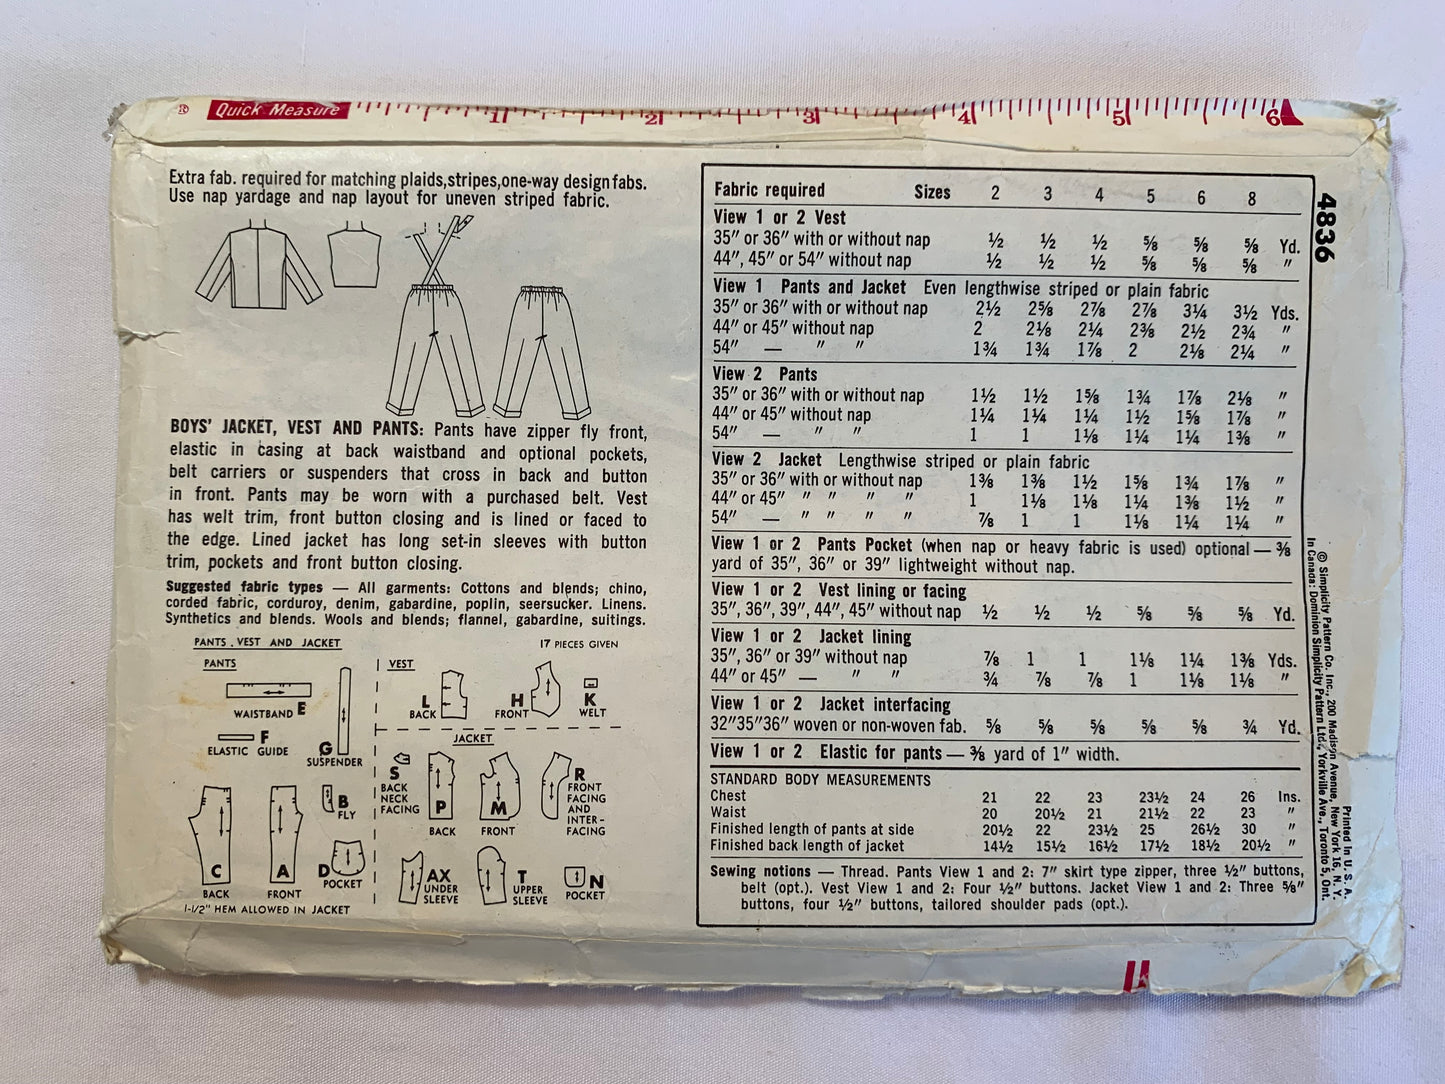 ® Quick Measure 1 2 3 4 5 6
Extra fab. required for matching plaids,stripes,one-way design fabs.
Use nap yardage and nap layout for uneven striped fabric.
BOYS' JACKET, VEST AND PANTS: Pants have zipper fly front,
elastic in casing at back waistband and optional pockets,
belt carriers or suspenders that cross in back and button
in front. Pants may be worn with a purchased belt. Vest
has welt trim, front button closing and is lined or faced to
the edge. Lined jacket has long set-in sleeves with button
trim, pockets and front button closing.
Suggested fabric types — All garments: Cottons and blends; chino,
corded fabric, corduroy, denim, gabardine, poplin, seersucker. Linens.
Synthetics and blends. Wools and blends; flannel, gabardine, suitings.
PANTS . VEST AND JACKET 17 PIECES GIVEN
PANTS
WAISTBAND E
F
ELASTIC GUIDE
G
SUSPENDER
B
FLY
C
BACK
A
FRONT
D
POCKET
1-1/2" HEM ALLOWED IN JACKET
VEST
L
BACK
H
FRONT
K
WELT
JACKET
S
BACK
NECK
FACING
P
BACK
M
FRONT
R
FRONT
FACING
AND
INTER-
FACING
AX
UNDER
SLEEVE
T
UPPER
SLEEVE
N
POCKET
Fabric required Sizes 2 3 4 5 6 8
View 1 or 2 Vest
35" or 36" with or without nap ½ ½ ½ ⅝ ⅝ ⅝ Yd.
44", 45" or 54" without nap ½ ½ ½ ⅝ ⅝ ⅝ "
View 1 Pants and Jacket Even lengthwise striped or plain fabric
35" or 36" with or without nap 2½ 2⅝ 2⅞ 2⅞ 3¼ 3½ Yds.
44" or 45" without nap 2 2⅛ 2¼ 2⅜ 2½ 2¾ "
54" — " " 1¾ 1¾ 1⅞ 2 2⅛ 2¼ "
View 2 Pants
35" or 36" with or without nap 1½ 1½ 1⅝ 1¾ 1⅞ 2⅛ "
44" or 45" without nap 1¼ 1¼ 1¼ 1½ 1⅝ 1⅞ "
54" — " " 1 1 1⅛ 1¼ 1¼ 1⅜ "
View 2 Jacket Lengthwise striped or plain fabric
35" or 36" with or without nap 1⅜ 1⅜ 1½ 1⅝ 1¾ 1⅞ "
44" or 45" " " " " 1 1⅛ 1⅛ 1¼ 1⅜ 1½ "
54" — " " " " ⅞ 1 1 1⅛ 1¼ 1¼ "
View 1 or 2 Pants Pocket (when nap or heavy fabric is used) optional — ⅜
yard of 35", 36" or 39" lightweight without nap.
View 1 or 2 Vest lining or facing
35", 36", 39", 44", 45" without nap ½ ½ ½ ⅝ ⅝ ⅝ Yd.
View 1 or 2 Jacket lining
35", 36" or 39" without nap ⅞ 1 1 1⅛ 1¼ 1⅜ Yds.
44" or 45" — " " ¾ ⅞ ⅞ 1 1⅛ 1⅛ "
View 1 or 2 Jacket interfacing
32"35"36" woven or non-woven fab. ⅝ ⅝ ⅝ ⅝ ⅝ ¾ Yd.
View 1 or 2 Elastic for pants — ⅜ yard of 1" width.
STANDARD BODY MEASUREMENTS
Chest 21 22 23 23½ 24 26 Ins.
Waist 20 20½ 21 21½ 22 23 "
Finished length of pants at side 20½ 22 23½ 25 26½ 30 "
Finished back length of jacket 14½ 15½ 16½ 17½ 18½ 20½ "
Sewing notions — Thread. Pants View 1 and 2: 7" skirt type zipper, three ½" buttons,
belt (opt.). Vest View 1 and 2: Four ½" buttons. Jacket View 1 and 2: Three ⅝"
buttons, four ½" buttons, tailored shoulder pads (opt.).
4836
Printed in U. S. A.
© Simplicity Pattern Co. Inc., 200 Madison Avenue, New York 16, N. Y.
In Canada: Dominion Simplicity Pattern Ltd., Yorkville Ave., Toronto 5, Ont.